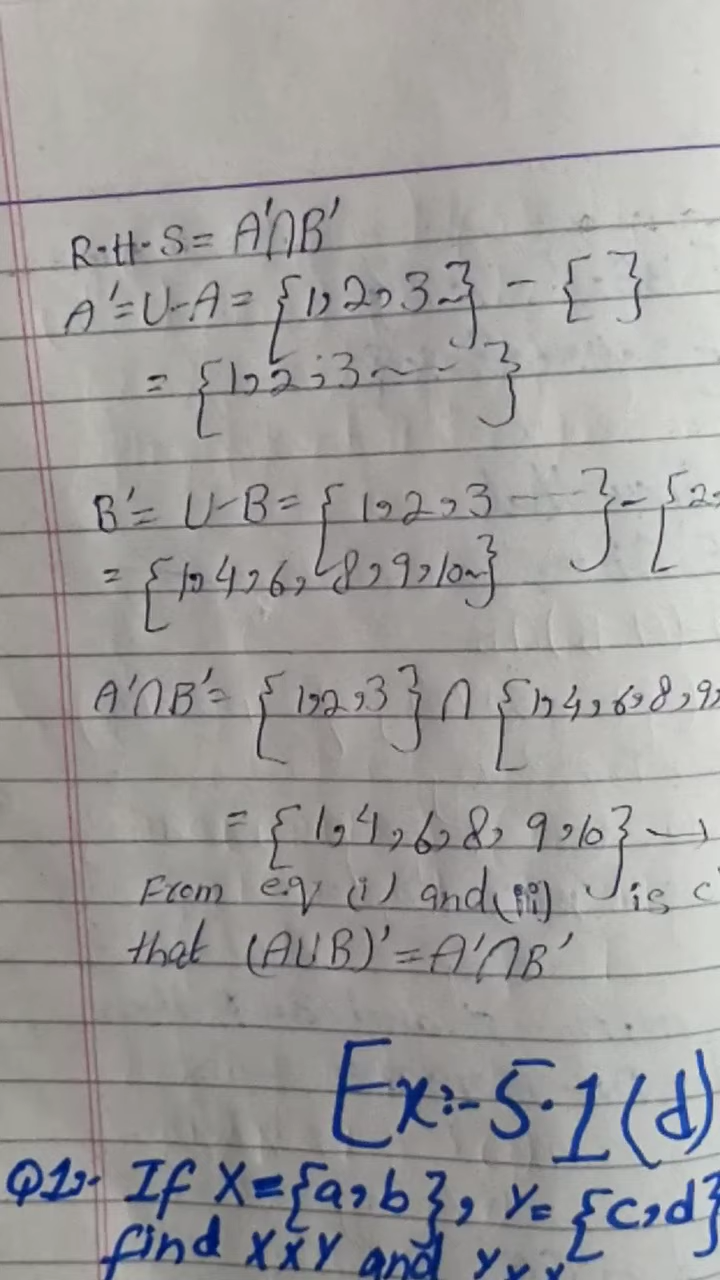 R.H.S = A'∩B'
A' = U-A = {1, 2, 3 ...} - { }
= {1, 2, 3 --- }
B' = U-B = {1, 2, 3 --- } - {2,
= {1, 4, 6, 8, 9, 10 ...}
A'∩B' = {1, 2, 3} ∩ {1, 4, 6, 8, 9,
= {1, 4, 6, 8, 9, 10} →
From eq (i) and (ii) is c
that (A∪B)' = A'∩B'
Ex:- 5.1 (d)
Q1:- If X = {a, b}, Y = {c, d}
find X×Y and Y×